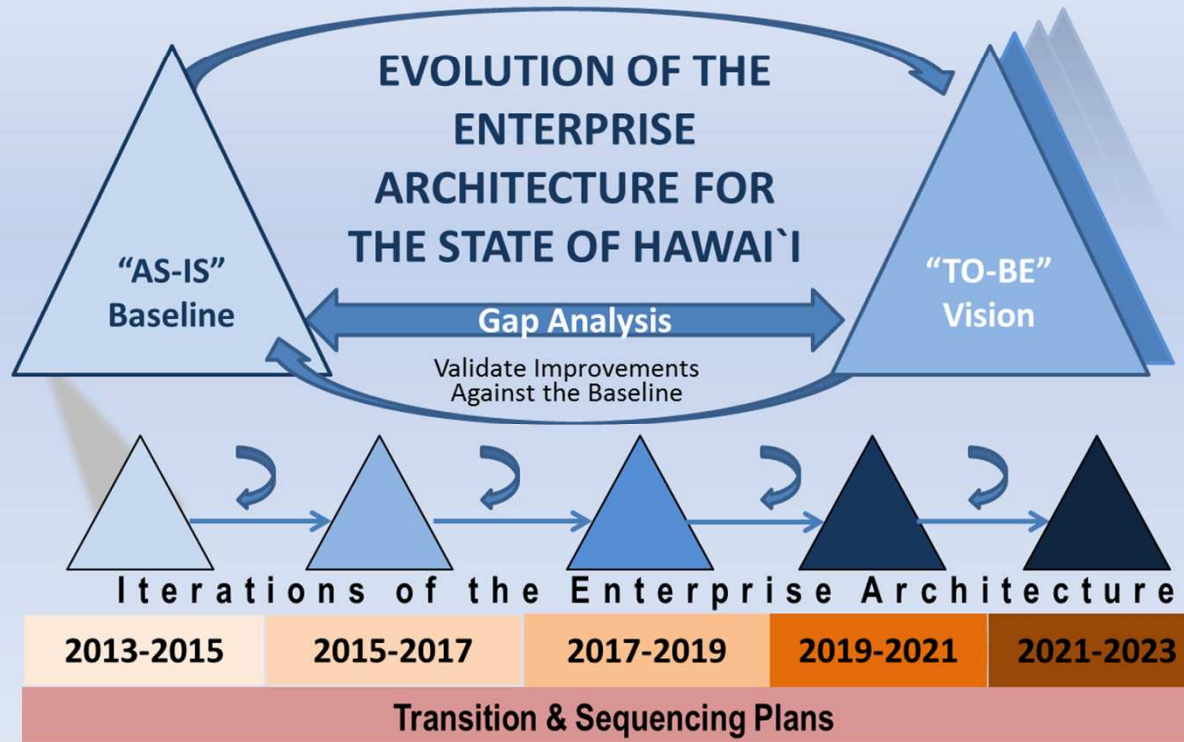 EVOLUTION OF THE
ENTERPRISE
ARCHITECTURE FOR
THE STATE OF HAWAI`I
“AS-IS”
Baseline
“TO-BE”
Vision
Gap Analysis
Validate Improvements
Against the Baseline
Iterations of the Enterprise Architecture
2013-2015
2015-2017
2017-2019
2019-2021
2021-2023
Transition & Sequencing Plans